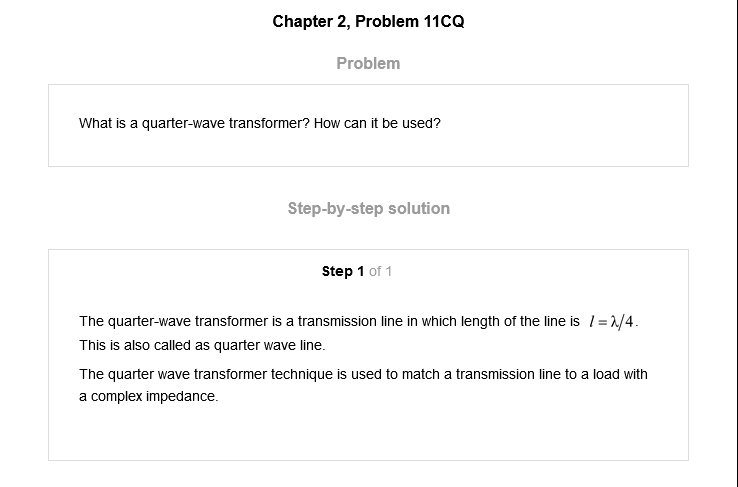 Chapter 2, Problem 11CQ
Problem
What is a quarter-wave transformer? How can it be used?
Step-by-step solution
Step 1 of 1
The quarter-wave transformer is a transmission line in which length of the line is l = λ/4.
This is also called as quarter wave line.
The quarter wave transformer technique is used to match a transmission line to a load with
a complex impedance.